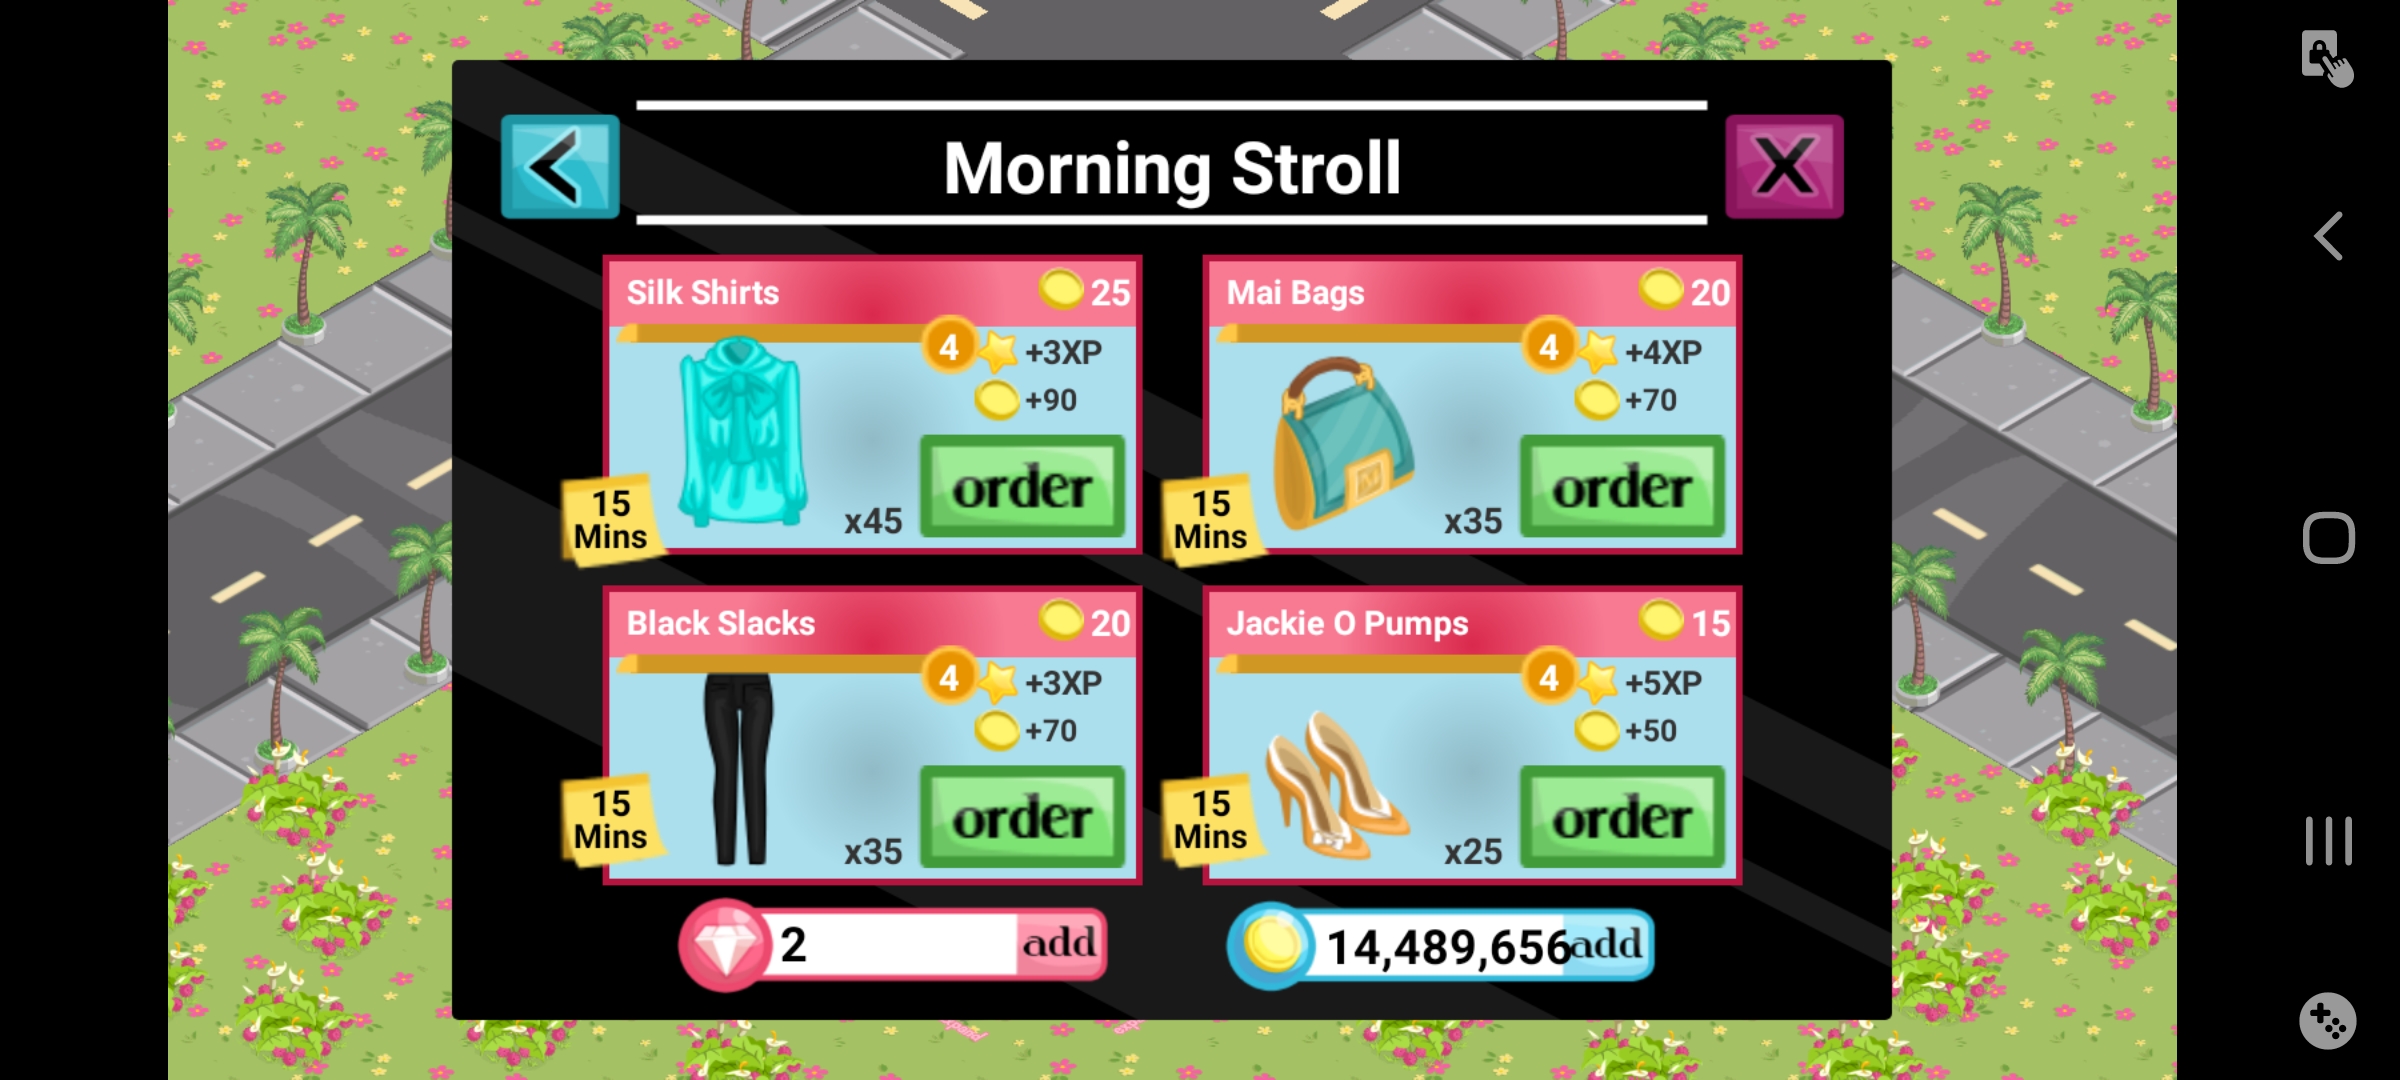 Morning Stroll
X
Silk Shirts 25
4 +3XP
+90
15
Mins
x45
order
Mai Bags 20
4 +4XP
+70
15
Mins
x35
order
Black Slacks 20
4 +3XP
+70
15
Mins
x35
order
Jackie O Pumps 15
4 +5XP
+50
15
Mins
x25
order
2 add
14,489,656 add